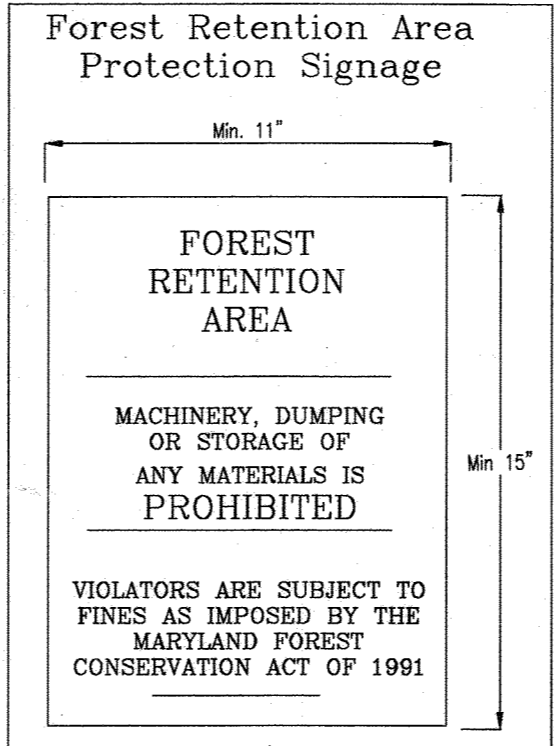 Forest Retention Area
Protection Signage
Min. 11"
FOREST
RETENTION
AREA
MACHINERY, DUMPING
OR STORAGE OF
ANY MATERIALS IS
PROHIBITED
Min 15"
VIOLATORS ARE SUBJECT TO
FINES AS IMPOSED BY THE
MARYLAND FOREST
CONSERVATION ACT OF 1991